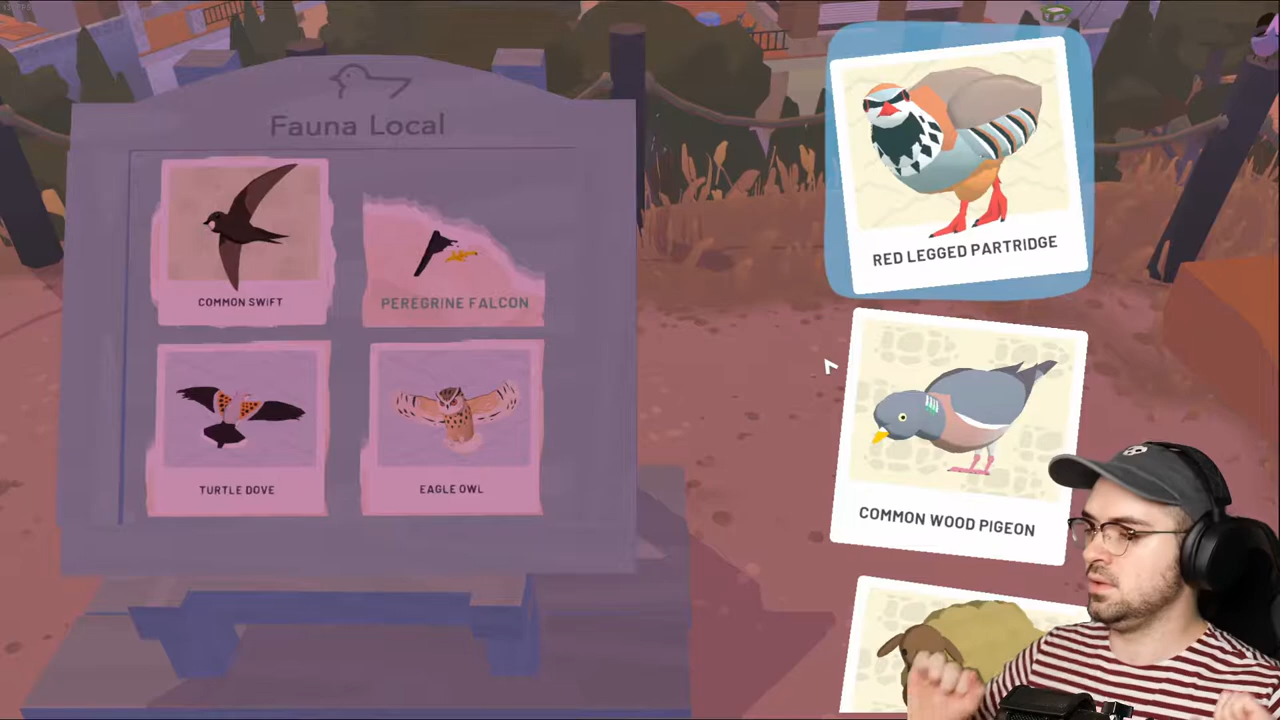 Fauna Local
COMMON SWIFT
PEREGRINE FALCON
TURTLE DOVE
EAGLE OWL
RED LEGGED PARTRIDGE
COMMON WOOD PIGEON